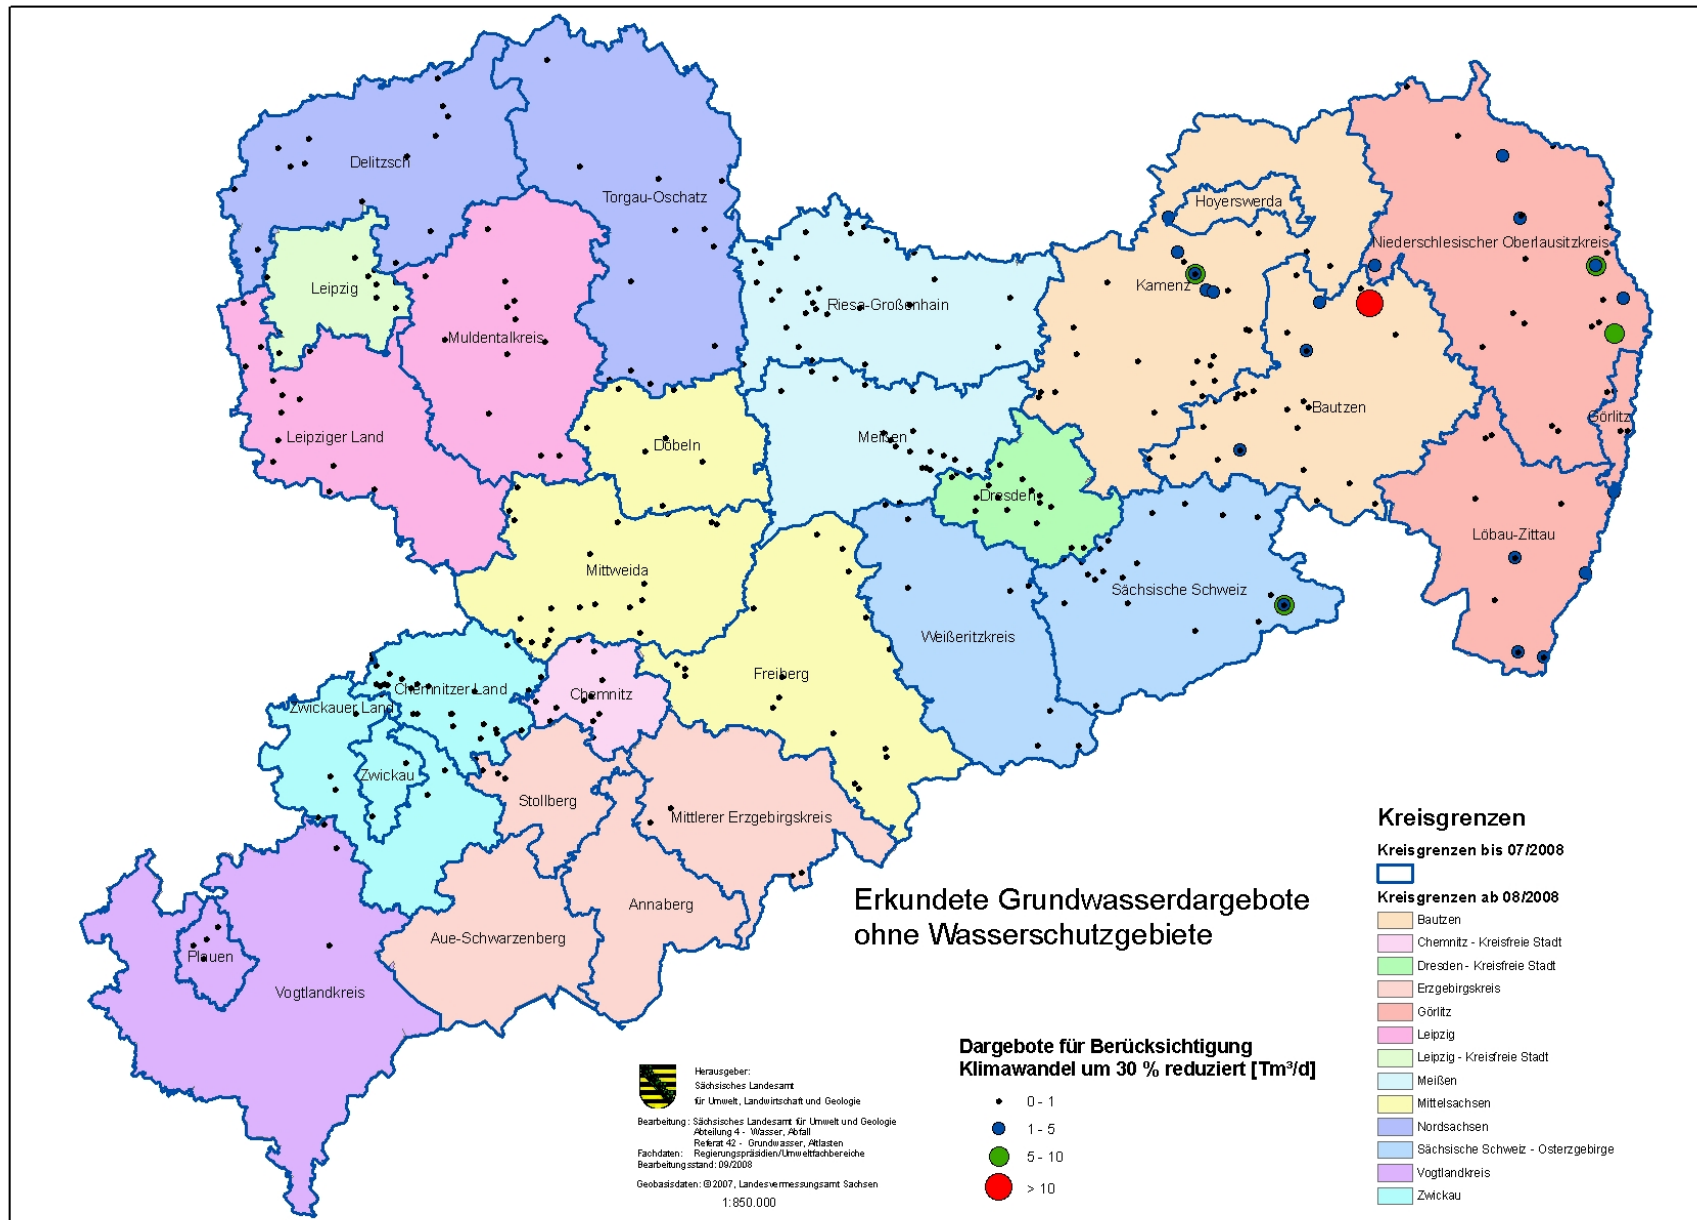 Delitzsch
Torgau-Oschatz
Hoyerswerda
Niederschlesischer Oberlausitzkreis
Leipzig
Kamenz
Riesa-Großenhain
Muldentalkreis
Bautzen
Görlitz
Leipziger Land
Döbeln
Meißen
Dresden
Löbau-Zittau
Mittweida
Sächsische Schweiz
Weißeritzkreis
Freiberg
Chemnitzer Land
Chemnitz
Zwickauer Land
Zwickau
Stollberg
Mittlerer Erzgebirgskreis
Annaberg
Aue-Schwarzenberg
Plauen
Vogtlandkreis
Erkundete Grundwasserdargebote
ohne Wasserschutzgebiete
Kreisgrenzen
Kreisgrenzen bis 07/2008
Kreisgrenzen ab 08/2008
Bautzen
Chemnitz - Kreisfreie Stadt
Dresden - Kreisfreie Stadt
Erzgebirgskreis
Görlitz
Leipzig
Leipzig - Kreisfreie Stadt
Meißen
Mittelsachsen
Nordsachsen
Sächsische Schweiz - Osterzgebirge
Vogtlandkreis
Zwickau
Dargebote für Berücksichtigung
Klimawandel um 30 % reduziert [Tm³/d]
0 - 1
1 - 5
5 - 10
> 10
Herausgeber:
Sächsisches Landesamt
für Umwelt, Landwirtschaft und Geologie
Bearbeitung: Sächsisches Landesamt für Umwelt und Geologie
Abteilung 4 - Wasser, Abfall
Referat 42 - Grundwasser, Altlasten
Fachdaten: Regierungspräsidien/Umweltfachbereiche
Bearbeitungsstand: 09/2008
Geobasisdaten: @ 2007, Landesvermessungsamt Sachsen
1:850.000